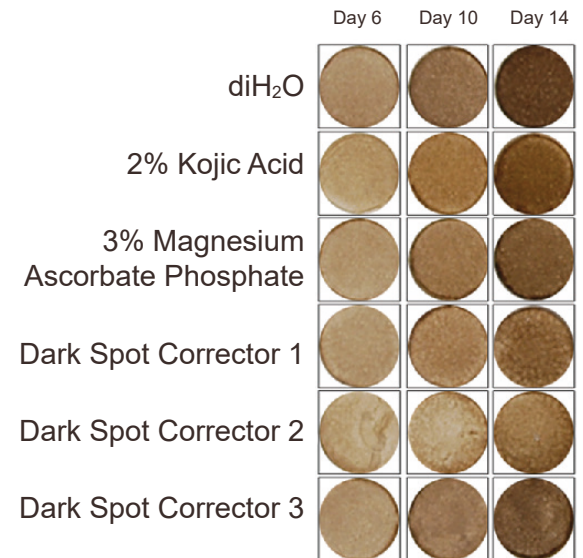 Day 6 Day 10 Day 14
diH₂O
2% Kojic Acid
3% Magnesium
Ascorbate Phosphate
Dark Spot Corrector 1
Dark Spot Corrector 2
Dark Spot Corrector 3